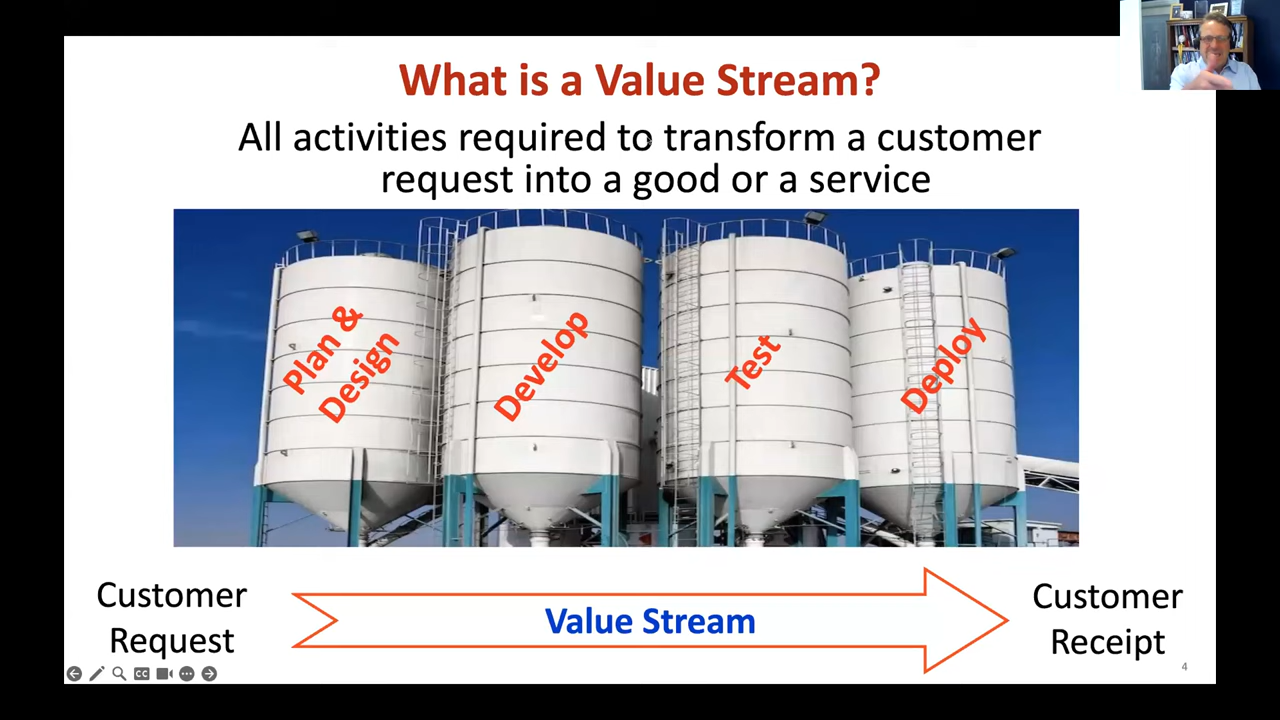 What is a Value Stream?
All activities required to transform a customer
request into a good or a service
Plan &
Design
Develop
Test
Deploy
Customer
Request
Value Stream
Customer
Receipt
CC
4